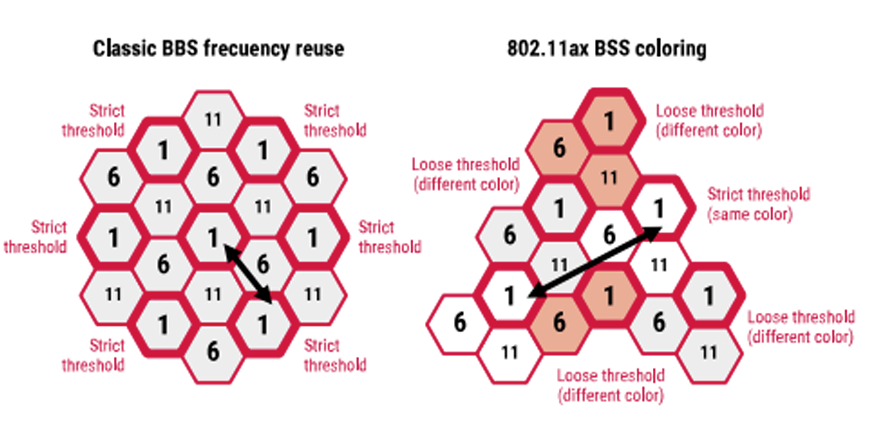 Classic BBS frecuency reuse
Strict
threshold
11
Strict
threshold
1 1
6 6 6
11 11
Strict
threshold
1 1 1
Strict
threshold
6 6
11 11 11
1 1
Strict
threshold
6
Strict
threshold
802.11ax BSS coloring
1
Loose threshold
(different color)
6
Loose threshold
(different color)
11
1 1
Strict threshold
(same color)
6 6
11 11
1 1 1
6 6 6
Loose threshold
(different color)
11 11
Loose threshold
(different color)